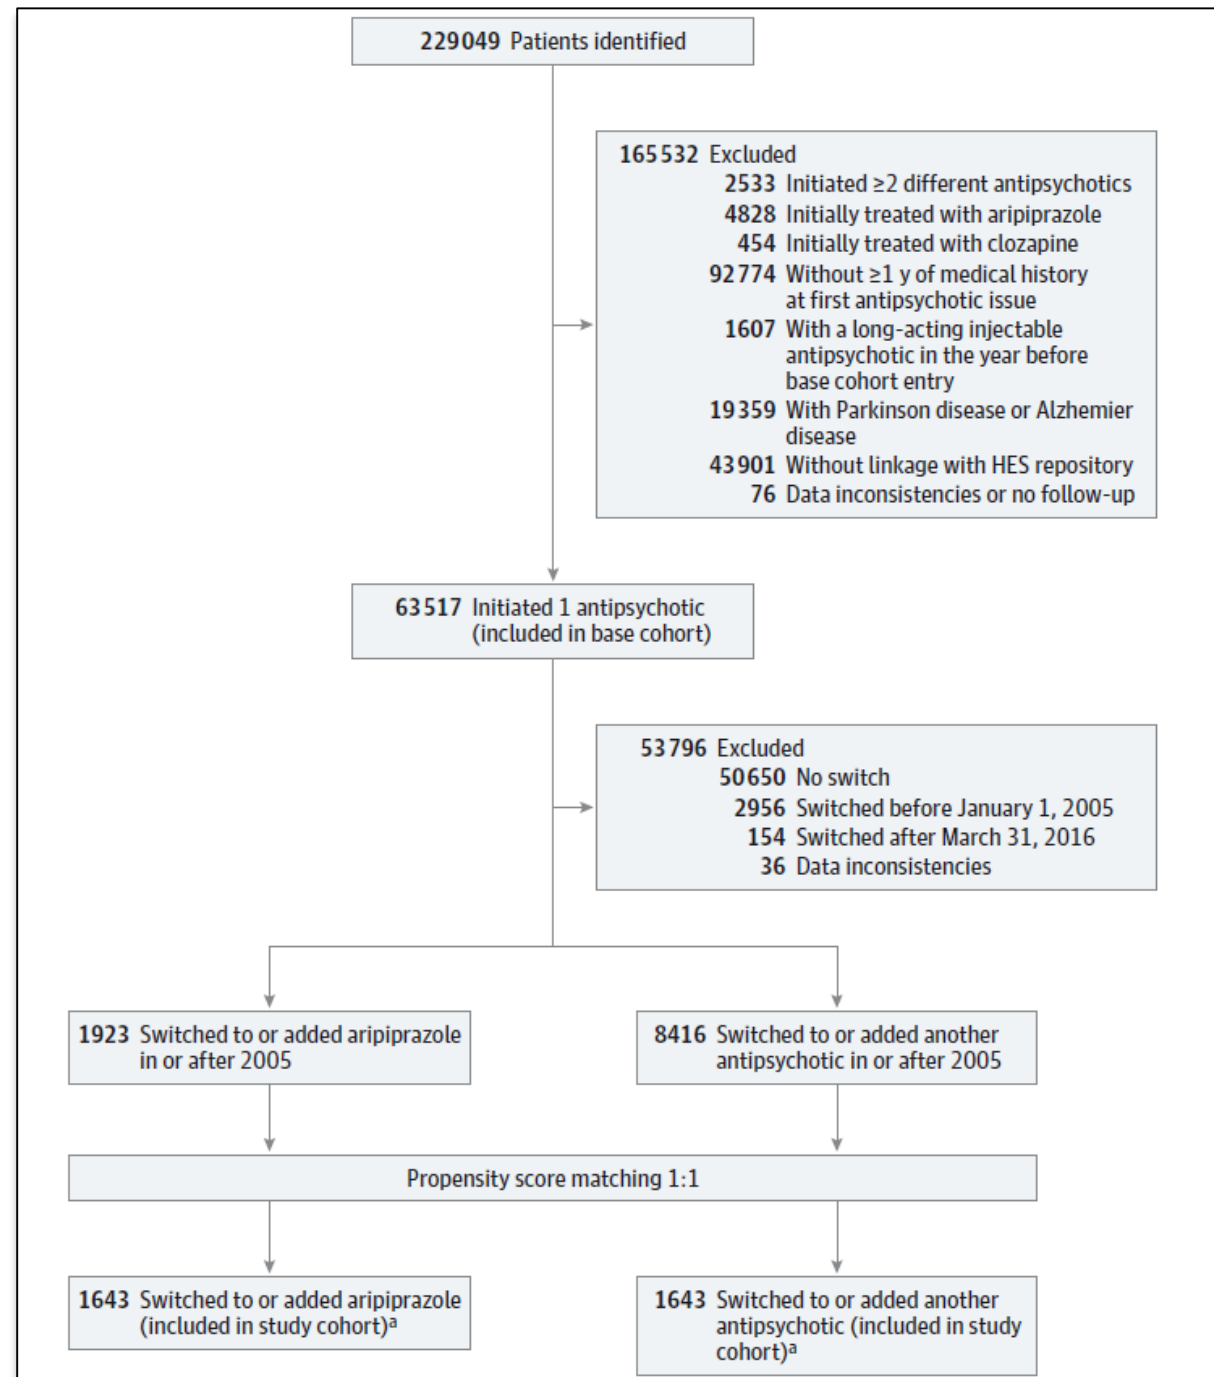 229049 Patients identified
165532 Excluded
2533 Initiated ≥2 different antipsychotics
4828 Initially treated with aripiprazole
454 Initially treated with clozapine
92774 Without ≥1 y of medical history
at first antipsychotic issue
1607 With a long-acting injectable
antipsychotic in the year before
base cohort entry
19359 With Parkinson disease or Alzhemier
disease
43901 Without linkage with HES repository
76 Data inconsistencies or no follow-up
63517 Initiated 1 antipsychotic
(included in base cohort)
53796 Excluded
50650 No switch
2956 Switched before January 1, 2005
154 Switched after March 31, 2016
36 Data inconsistencies
1923 Switched to or added aripiprazole
in or after 2005
8416 Switched to or added another
antipsychotic in or after 2005
Propensity score matching 1:1
1643 Switched to or added aripiprazole
(included in study cohort)ª
1643 Switched to or added another
antipsychotic (included in study
cohort)ª